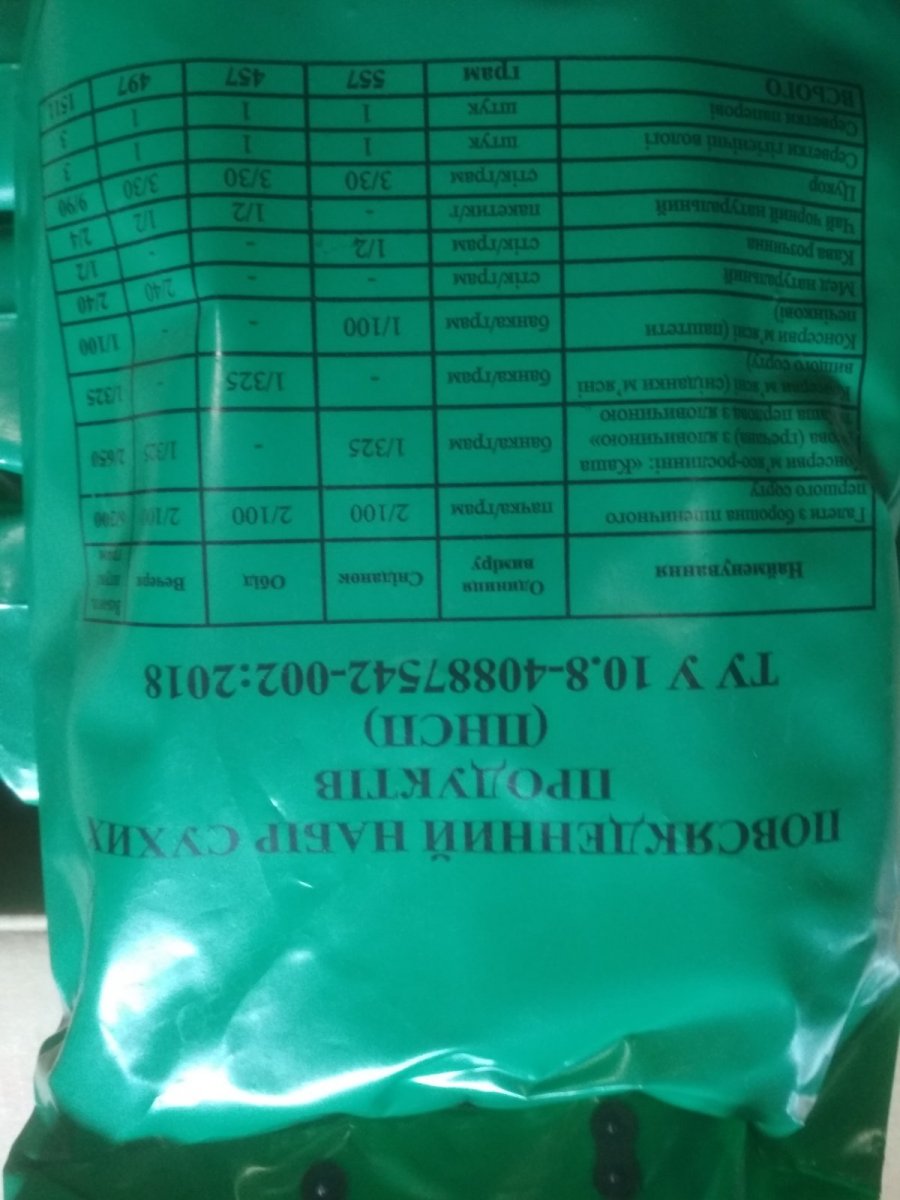 ПОВСЯКДЕННИЙ НАБІР СУХИХ
ПРОДУКТІВ
(ПНСП)
ТУ У 10.8-40887542-002:2018
Найменування Одиниця виміру Сніданок Обід Вечеря
Галети з борошна пшеничного першого сорту пачка/грам 2/100 2/100 2/100
Консерви м'ясо-рослинні: «Каша (гречана) з яловичиною» перлова з яловичиною банка/грам 1/325 - 1/325 2/650
Консерви м'ясні (сніданки м'ясні вищого сорту) банка/грам - 1/325 - 1/325
Консерви м'ясні (паштети печінкові) банка/грам 1/100 - - 1/100
Мед натуральний стік/грам - - 2/40 2/40
Кава розчинна стік/грам 1/2 - - 1/2
Чай чорний натуральний пакетик/г - 1/2 1/2 2/4
Цукор стік/грам 3/30 3/30 3/30 9/90
Серветки гігієнічні вологі штук 1 1 1 3
Серветки паперові штук 1 1 1 3
ВСЬОГО грам 557 457 497 1511